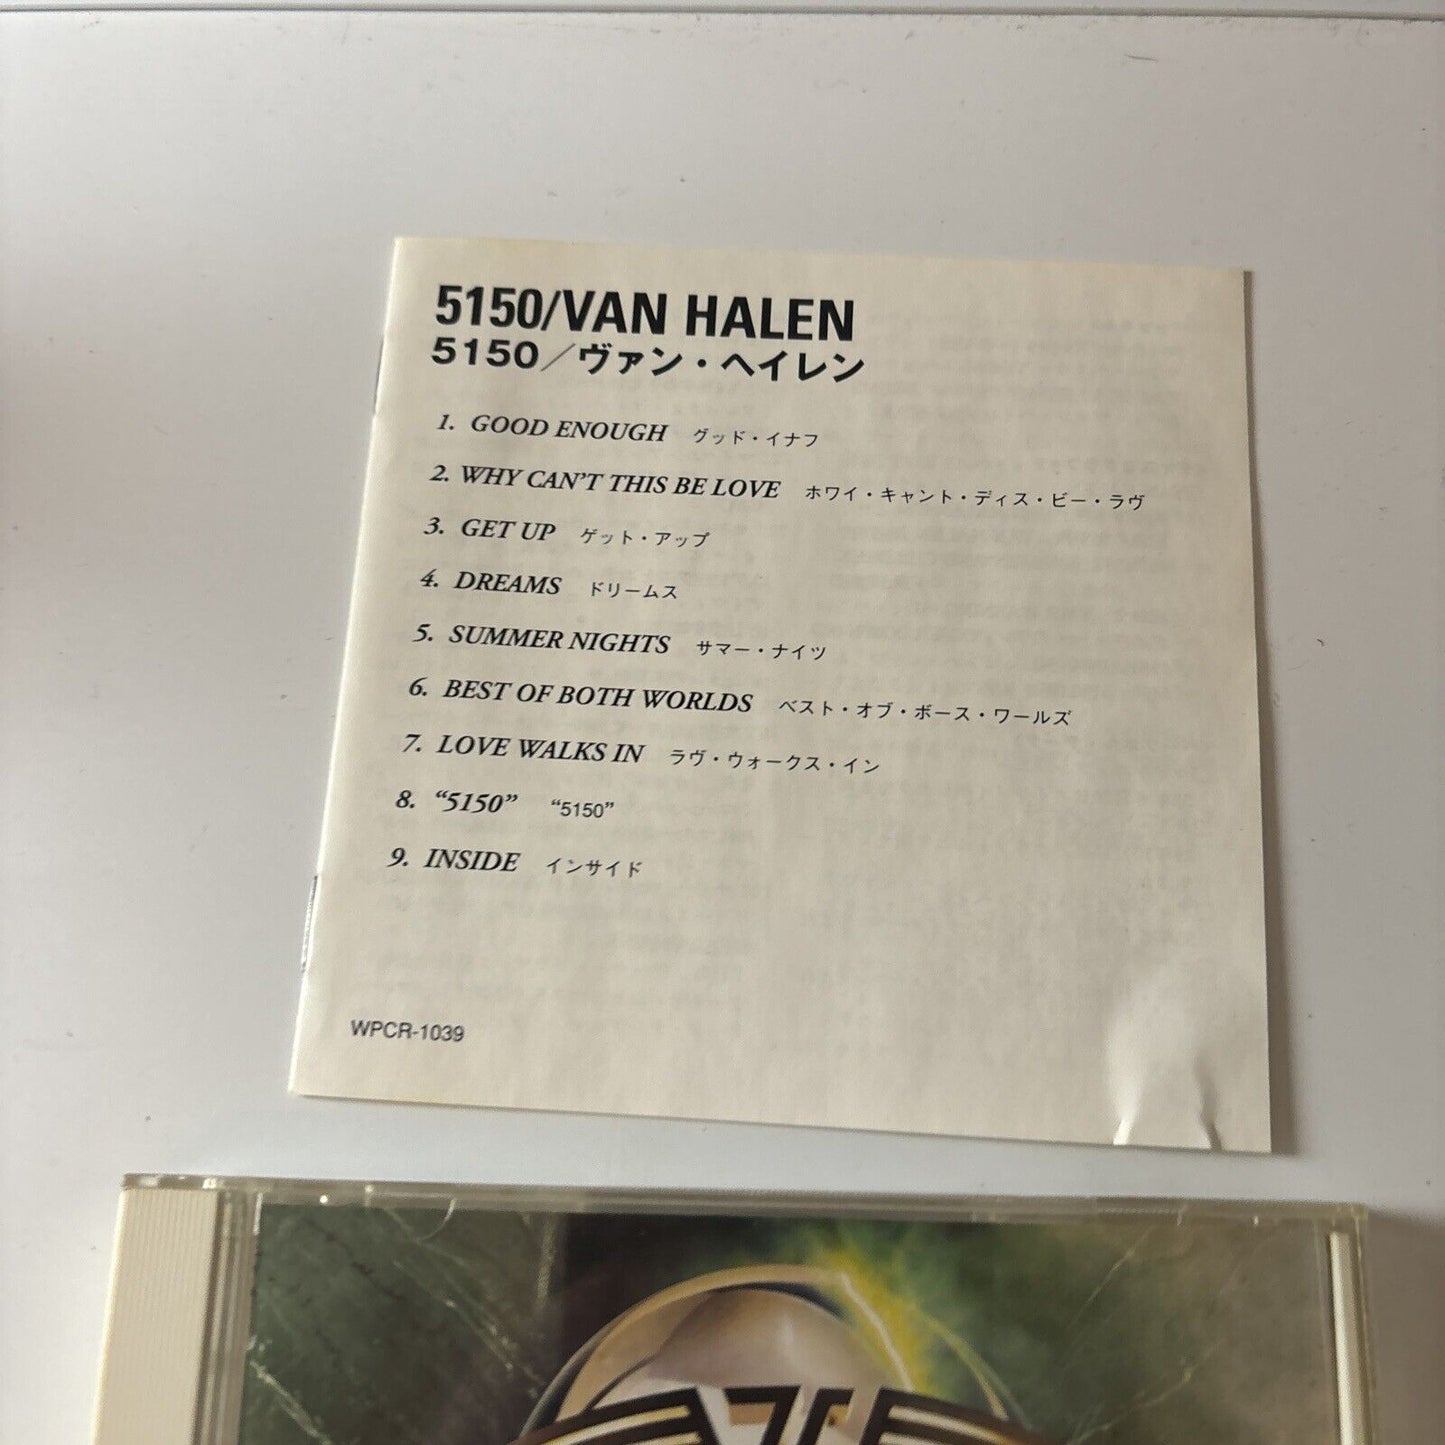 5150/VAN HALEN
5150／ヴァン・ヘイレン
1. GOOD ENOUGH グッド・イナフ
2. WHY CAN'T THIS BE LOVE ホワイ・キャント・ディス・ビー・ラヴ
3. GET UP ゲット・アップ
4. DREAMS ドリームス
5. SUMMER NIGHTS サマー・ナイツ
6. BEST OF BOTH WORLDS ベスト・オブ・ボース・ワールズ
7. LOVE WALKS IN ラヴ・ウォークス・イン
8. “5150” “5150”
9. INSIDE インサイド
WPCR-1039